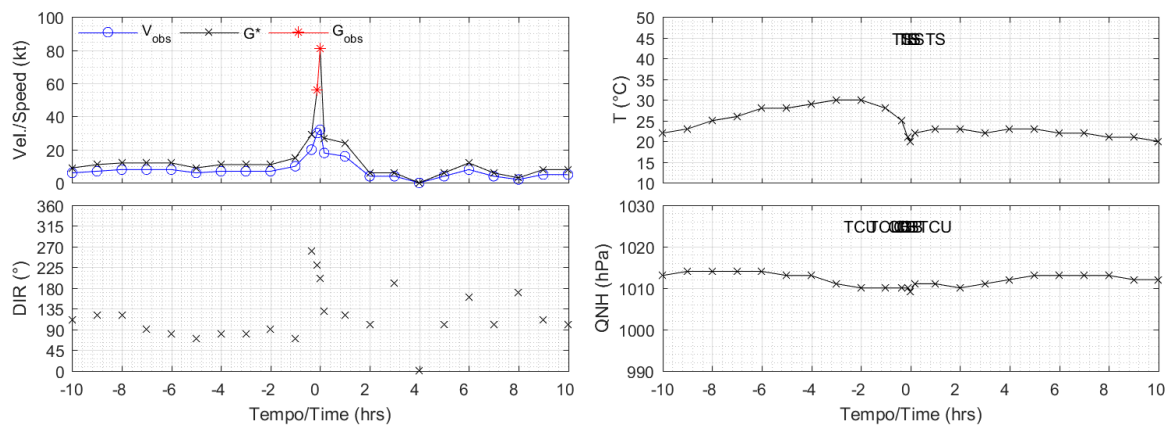 100
80
60
40
20
0
Vel./Speed (kt)
V_obs
G*
G_obs
50
45
40
35
30
25
20
15
10
T (°C)
TS
TS
360
315
270
225
180
135
90
45
0
DIR (°)
-10 -8 -6 -4 -2 0 2 4 6 8 10
Tempo/Time (hrs)
1030
1020
1010
1000
990
QNH (hPa)
TCU
TCU
-10 -8 -6 -4 -2 0 2 4 6 8 10
Tempo/Time (hrs)